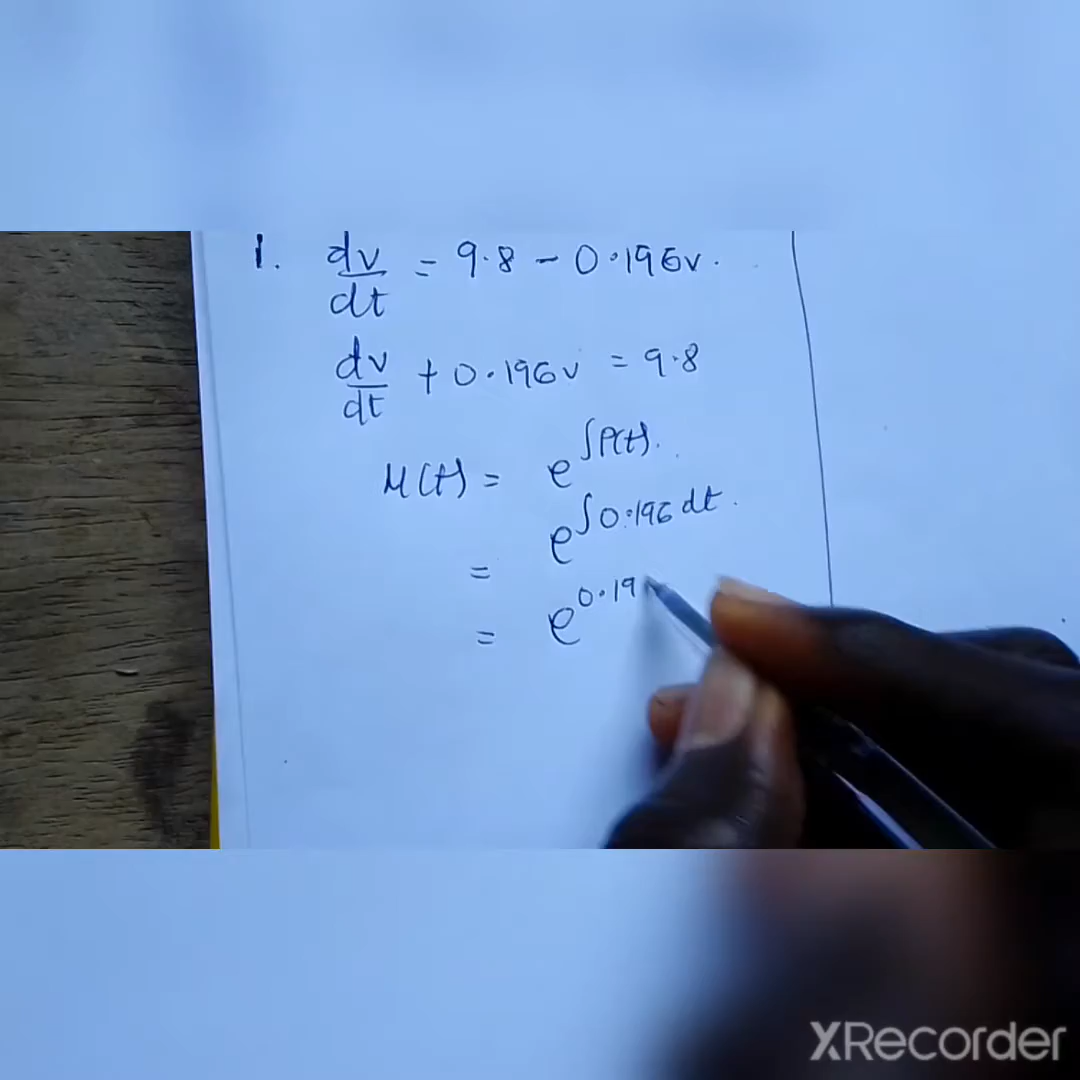 1. dv/dt = 9.8 - 0.196v.
dv/dt + 0.196v = 9.8
μ(t) = e^∫P(t).
= e^∫0.196 dt.
= e^0.19
XRecorder